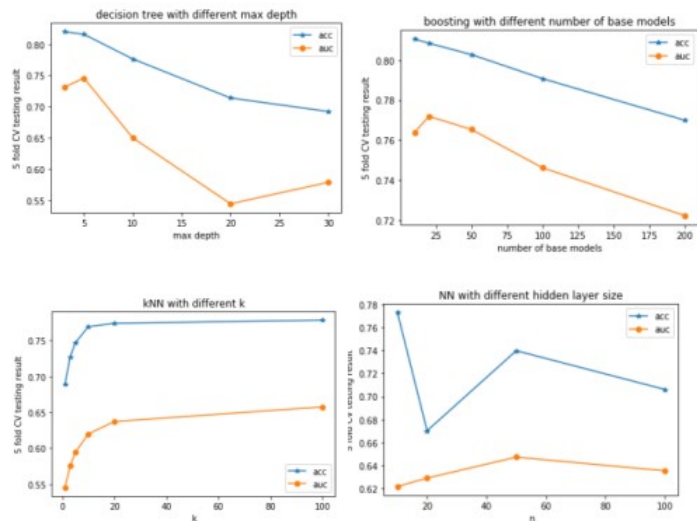 decision tree with different max depth
acc
auc
5 fold CV testing result
0.80
0.75
0.70
0.65
0.60
0.55
5 10 15 20 25 30
max depth
boosting with different number of base models
acc
auc
5 fold CV testing result
0.80
0.78
0.76
0.74
0.72
25 50 75 100 125 150 175 200
number of base models
kNN with different k
5 fold CV testing result
0.75
0.70
0.65
0.60
0.55
acc
auc
0 20 40 60 80 100
k
NN with different hidden layer size
acc
auc
5 fold CV testing result
0.78
0.76
0.74
0.72
0.70
0.68
0.66
0.64
0.62
20 40 60 80 100